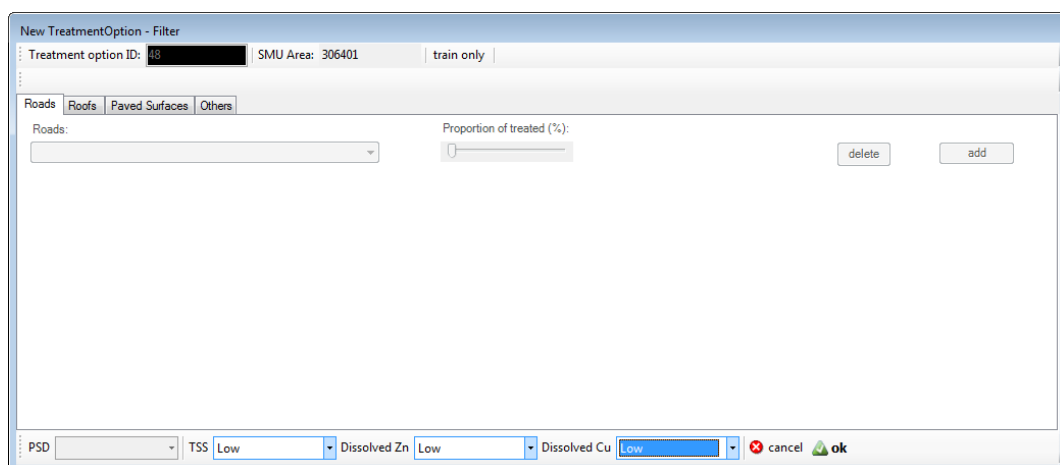 New TreatmentOption - Filter
Treatment option ID: 48 SMU Area: 306401 train only
Roads Roofs Paved Surfaces Others
Roads: Proportion of treated (%):
delete add
PSD TSS Low Dissolved Zn Low Dissolved Cu Low cancel ok